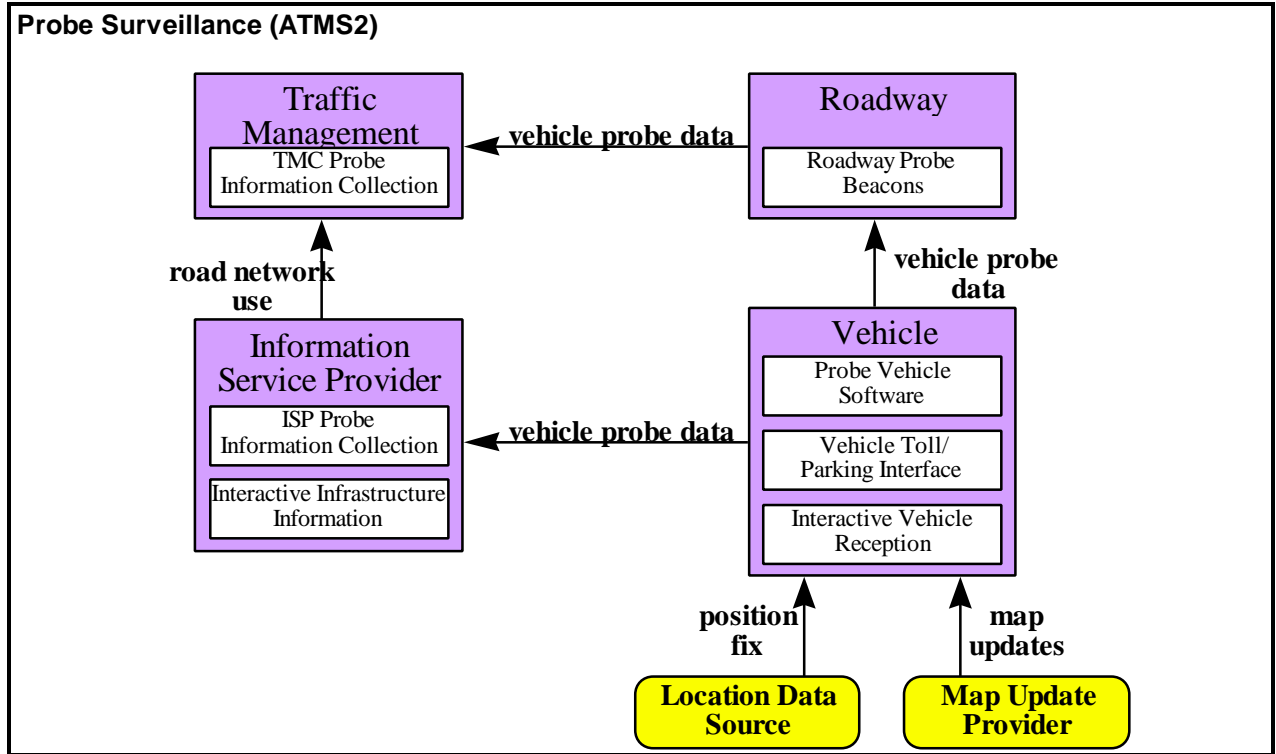 Probe Surveillance (ATMS2)
Traffic
Management
TMC Probe
Information Collection
vehicle probe data
Roadway
Roadway Probe
Beacons
road network
use
vehicle probe
data
Information
Service Provider
ISP Probe
Information Collection
Interactive Infrastructure
Information
vehicle probe data
Vehicle
Probe Vehicle
Software
Vehicle Toll/
Parking Interface
Interactive Vehicle
Reception
position
fix
map
updates
Location Data
Source
Map Update
Provider